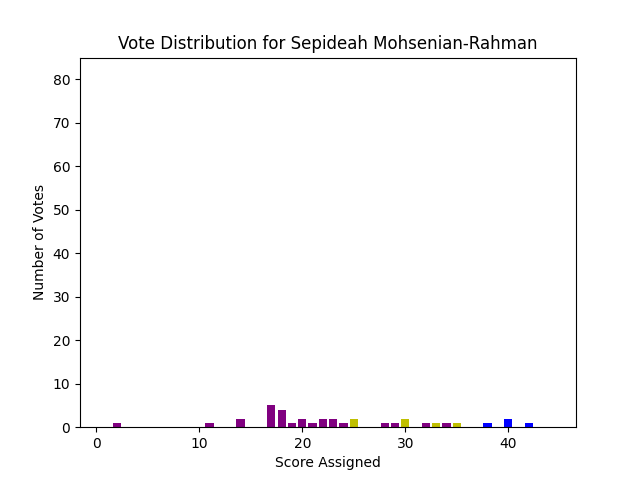 Vote Distribution for Sepideah Mohsenian-Rahman
Number of Votes
80
70
60
50
40
30
20
10
0
0 10 20 30 40
Score Assigned